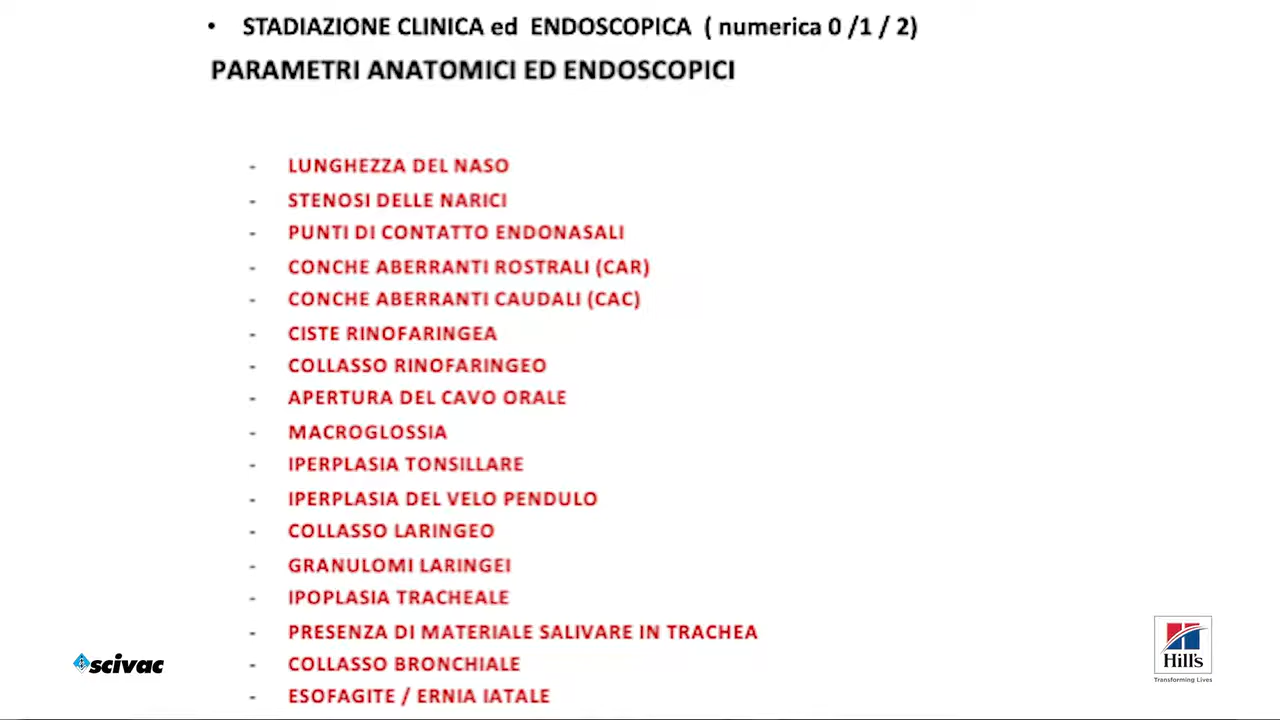 • STADIAZIONE CLINICA ed ENDOSCOPICA ( numerica 0 /1 / 2)
PARAMETRI ANATOMICI ED ENDOSCOPICI
- LUNGHEZZA DEL NASO
- STENOSI DELLE NARICI
- PUNTI DI CONTATTO ENDONASALI
- CONCHE ABERRANTI ROSTRALI (CAR)
- CONCHE ABERRANTI CAUDALI (CAC)
- CISTE RINOFARINGEA
- COLLASSO RINOFARINGEO
- APERTURA DEL CAVO ORALE
- MACROGLOSSIA
- IPERPLASIA TONSILLARE
- IPERPLASIA DEL VELO PENDULO
- COLLASSO LARINGEO
- GRANULOMI LARINGEI
- IPOPLASIA TRACHEALE
- PRESENZA DI MATERIALE SALIVARE IN TRACHEA
- COLLASSO BRONCHIALE
- ESOFAGITE / ERNIA IATALE
scivac
Hill's
Transforming Lives